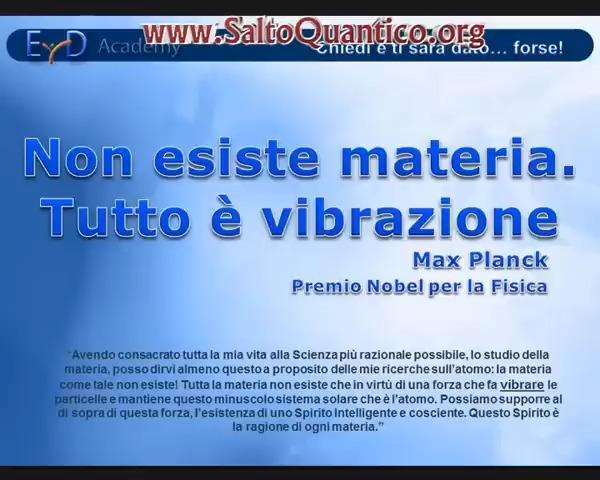 www.SaltoQuantico.org
EyD Academy Chiedi e ti sarà dato... forse!
Non esiste materia.
Tutto è vibrazione
Max Planck
Premio Nobel per la Fisica
“Avendo consacrato tutta la mia vita alla Scienza più razionale possibile, lo studio della
materia, posso dirvi almeno questo a proposito delle mie ricerche sull’atomo: la materia
come tale non esiste! Tutta la materia non esiste che in virtù di una forza che fa vibrare le
particelle e mantiene questo minuscolo sistema solare che è l’atomo. Possiamo supporre al
di sopra di questa forza, l’esistenza di uno Spirito Intelligente e cosciente. Questo Spirito è
la ragione di ogni materia.”